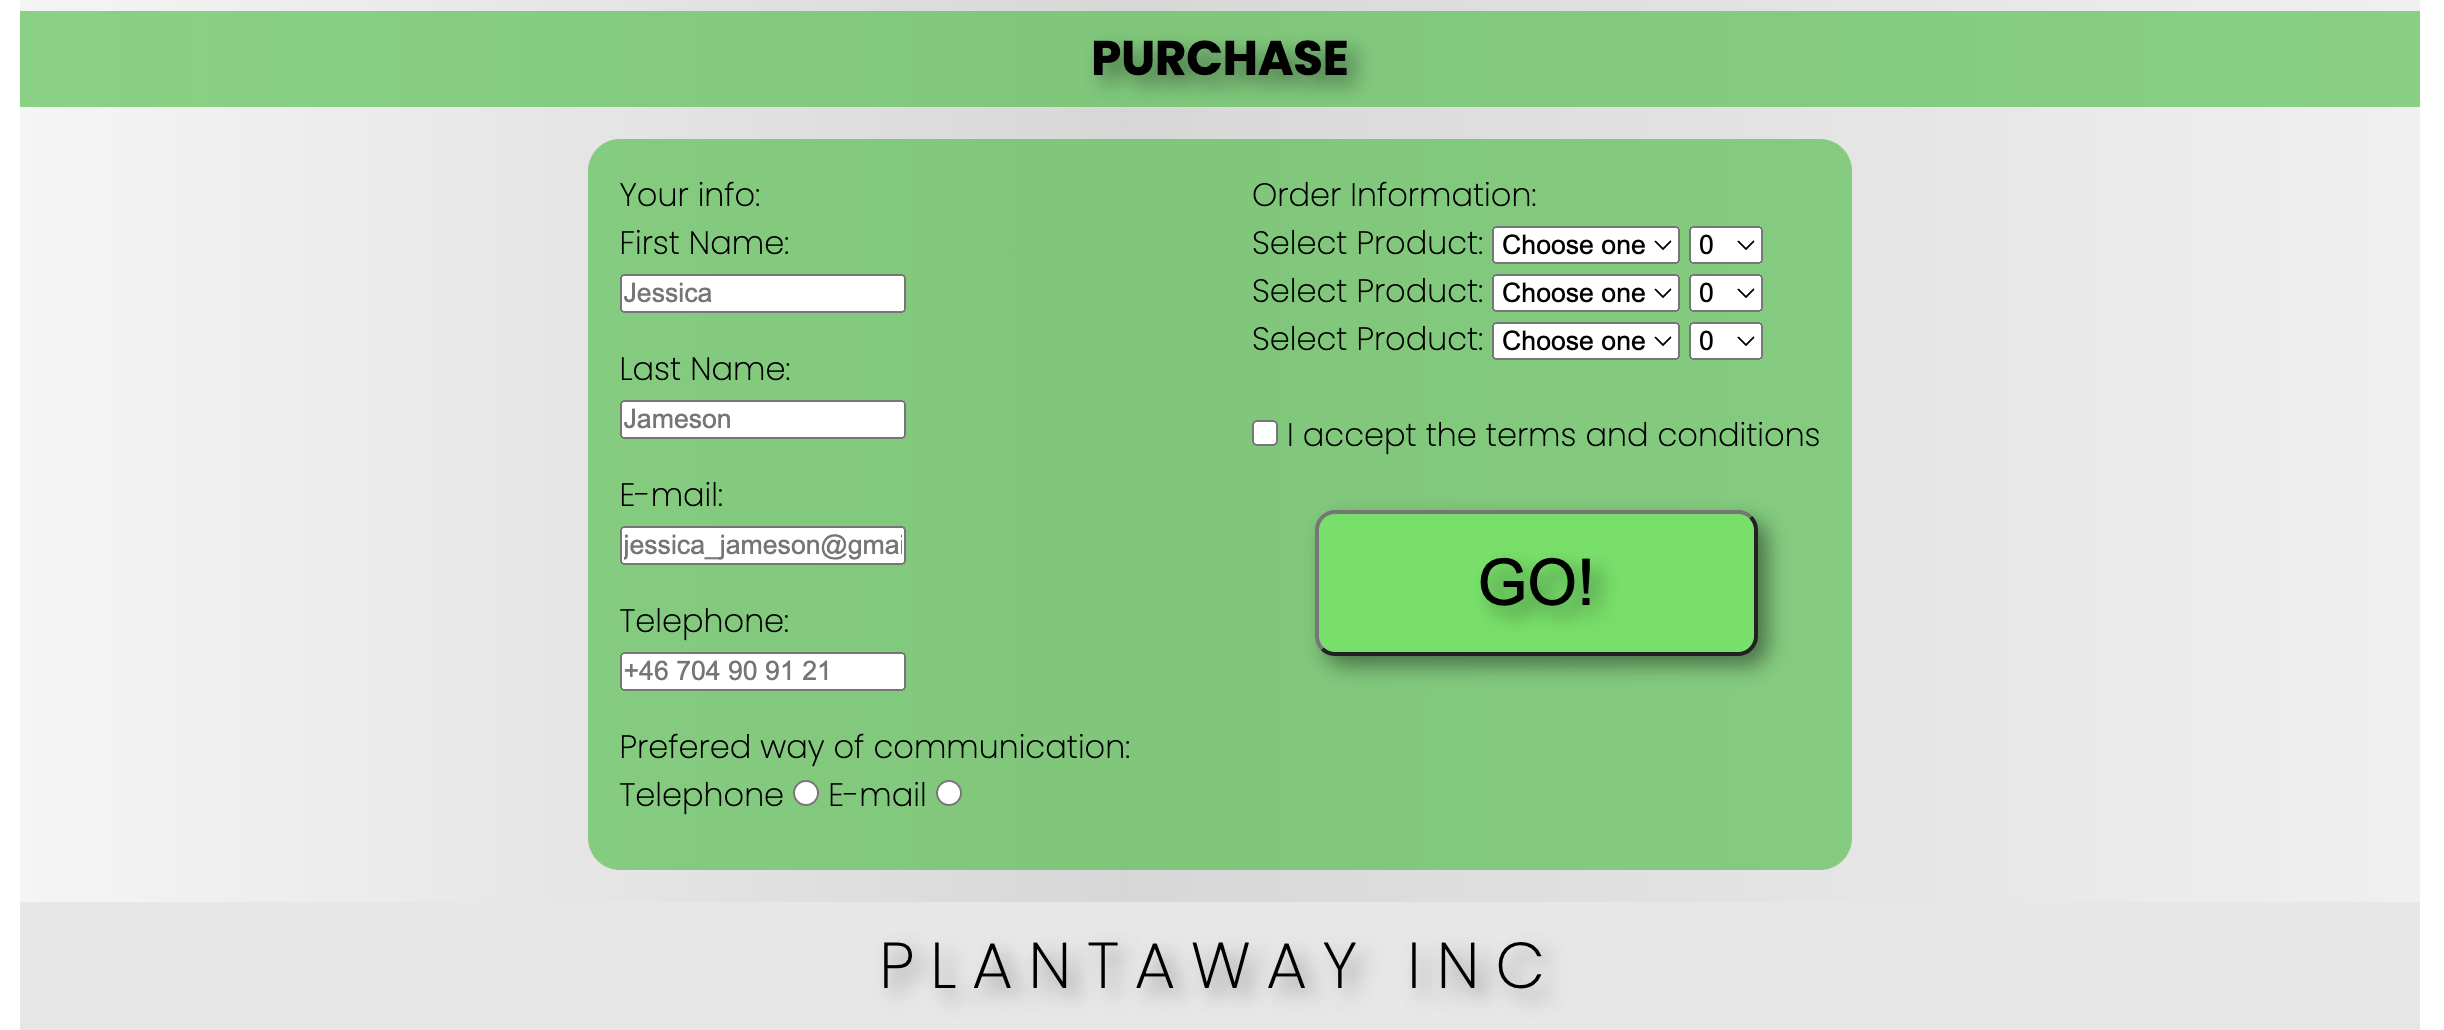 PURCHASE
Your info:
First Name:
Jessica
Last Name:
Jameson
E-mail:
jessica_jameson@gmai
Telephone:
+46 704 90 91 21
Prefered way of communication:
Telephone E-mail
Order Information:
Select Product: Choose one 0
Select Product: Choose one 0
Select Product: Choose one 0
I accept the terms and conditions
GO!
PLANTAWAY INC